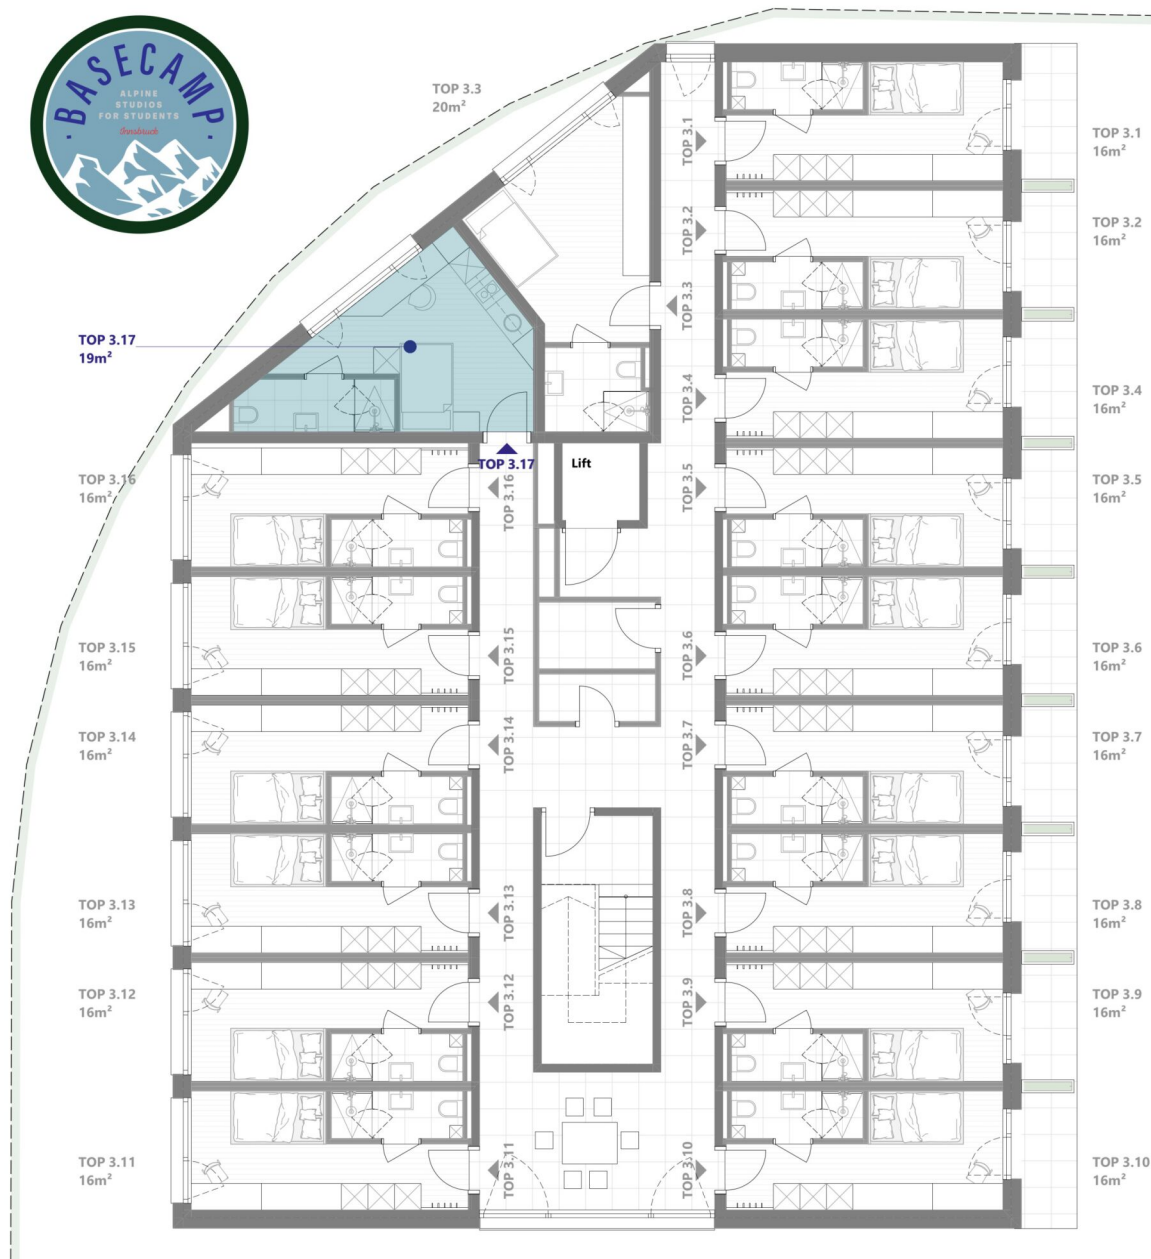 BASECAMP
ALPINE
STUDIOS
FOR STUDENTS
Innsbruck
TOP 3.3
20m²
TOP 3.17
19m²
TOP 3.16
16m²
TOP 3.15
16m²
TOP 3.14
16m²
TOP 3.13
16m²
TOP 3.12
16m²
TOP 3.11
16m²
TOP 3.17
Lift
TOP 3.16
TOP 3.15
TOP 3.14
TOP 3.13
TOP 3.12
TOP 3.11
TOP 3.1
TOP 3.2
TOP 3.3
TOP 3.4
TOP 3.5
TOP 3.6
TOP 3.7
TOP 3.8
TOP 3.9
TOP 3.10
TOP 3.1
16m²
TOP 3.2
16m²
TOP 3.4
16m²
TOP 3.5
16m²
TOP 3.6
16m²
TOP 3.7
16m²
TOP 3.8
16m²
TOP 3.9
16m²
TOP 3.10
16m²